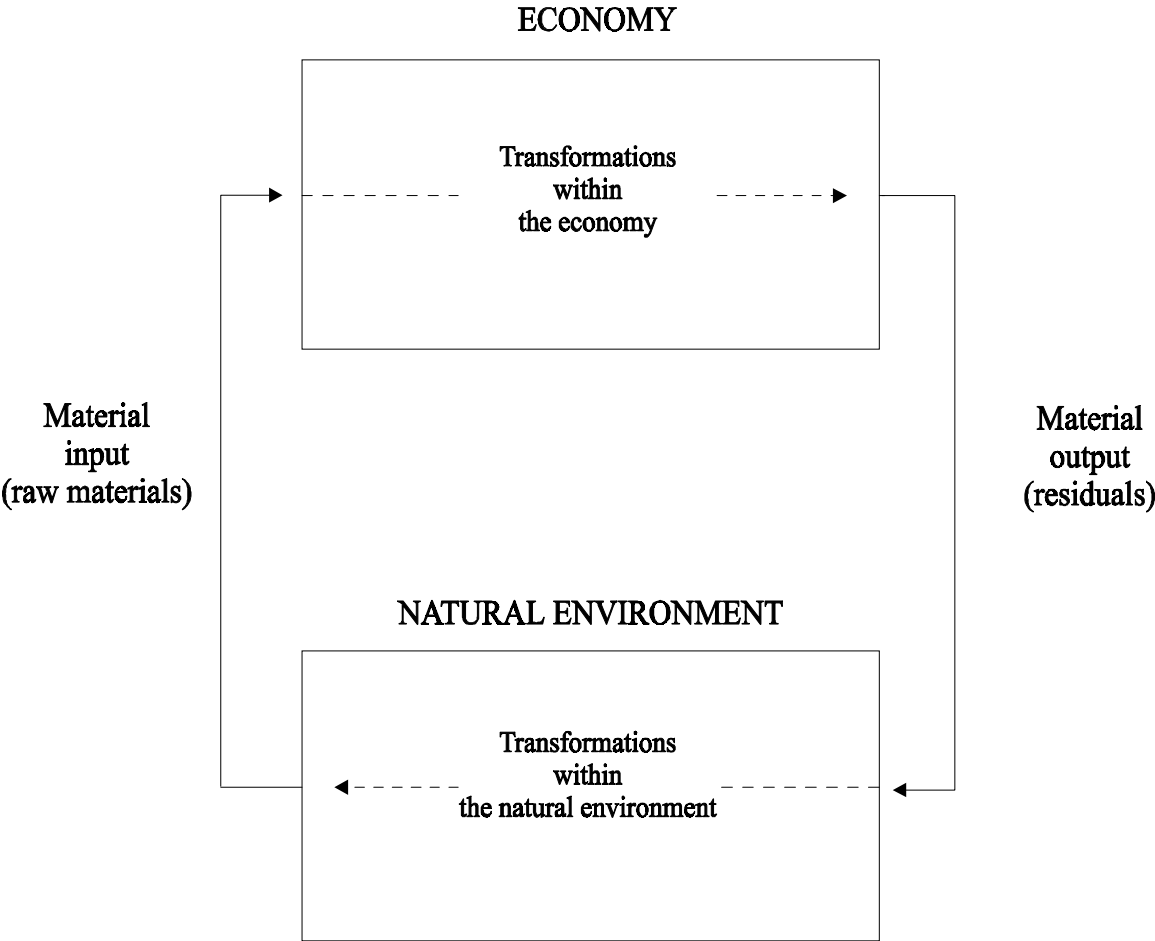 ECONOMY
Transformations
within
the economy
Material
input
(raw materials)
Material
output
(residuals)
NATURAL ENVIRONMENT
Transformations
within
the natural environment